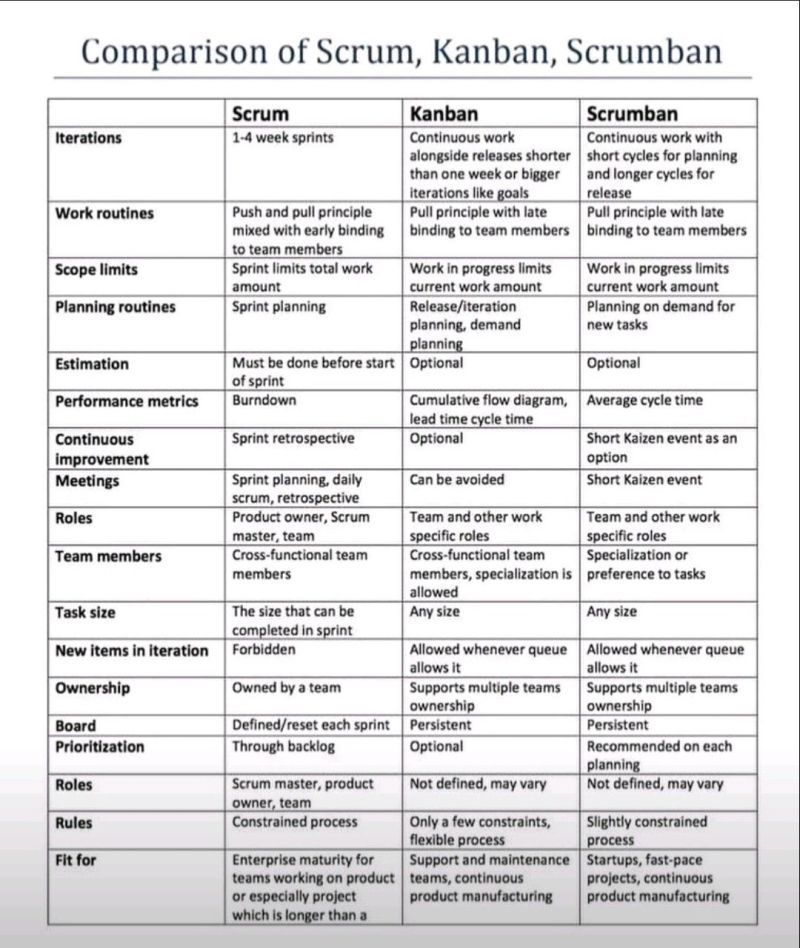 Comparison of Scrum, Kanban, Scrumban
Scrum Kanban Scrumban
Iterations 1-4 week sprints Continuous work Continuous work with
alongside releases shorter short cycles for planning
than one week or bigger and longer cycles for
iterations like goals release
Work routines Push and pull principle Pull principle with late Pull principle with late
mixed with early binding binding to team members binding to team members
to team members
Scope limits Sprint limits total work Work in progress limits Work in progress limits
amount current work amount current work amount
Planning routines Sprint planning Release/iteration Planning on demand for
planning, demand new tasks
planning
Estimation Must be done before start Optional Optional
of sprint
Performance metrics Burndown Cumulative flow diagram, Average cycle time
lead time cycle time
Continuous Sprint retrospective Optional Short Kaizen event as an
improvement option
Meetings Sprint planning, daily Can be avoided Short Kaizen event
scrum, retrospective
Roles Product owner, Scrum Team and other work Team and other work
master, team specific roles specific roles
Team members Cross-functional team Cross-functional team Specialization or
members members, specialization is preference to tasks
allowed
Task size The size that can be Any size Any size
completed in sprint
New items in iteration Forbidden Allowed whenever queue Allowed whenever queue
allows it allows it
Ownership Owned by a team Supports multiple teams Supports multiple teams
ownership ownership
Board Defined/reset each sprint Persistent Persistent
Prioritization Through backlog Optional Recommended on each
planning
Roles Scrum master, product Not defined, may vary Not defined, may vary
owner, team
Rules Constrained process Only a few constraints, Slightly constrained
flexible process process
Fit for Enterprise maturity for Support and maintenance Startups, fast-pace
teams working on product teams, continuous projects, continuous
or especially project product manufacturing product manufacturing
which is longer than a